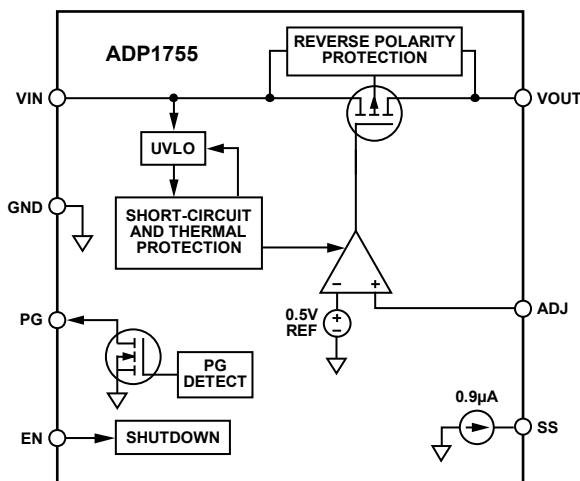 ADP1755
REVERSE POLARITY
PROTECTION
VIN
VOUT
UVLO
GND
SHORT-CIRCUIT
AND THERMAL
PROTECTION
– +
0.5V
REF
+
–
ADJ
PG
PG
DETECT
0.9µA
SS
EN
SHUTDOWN